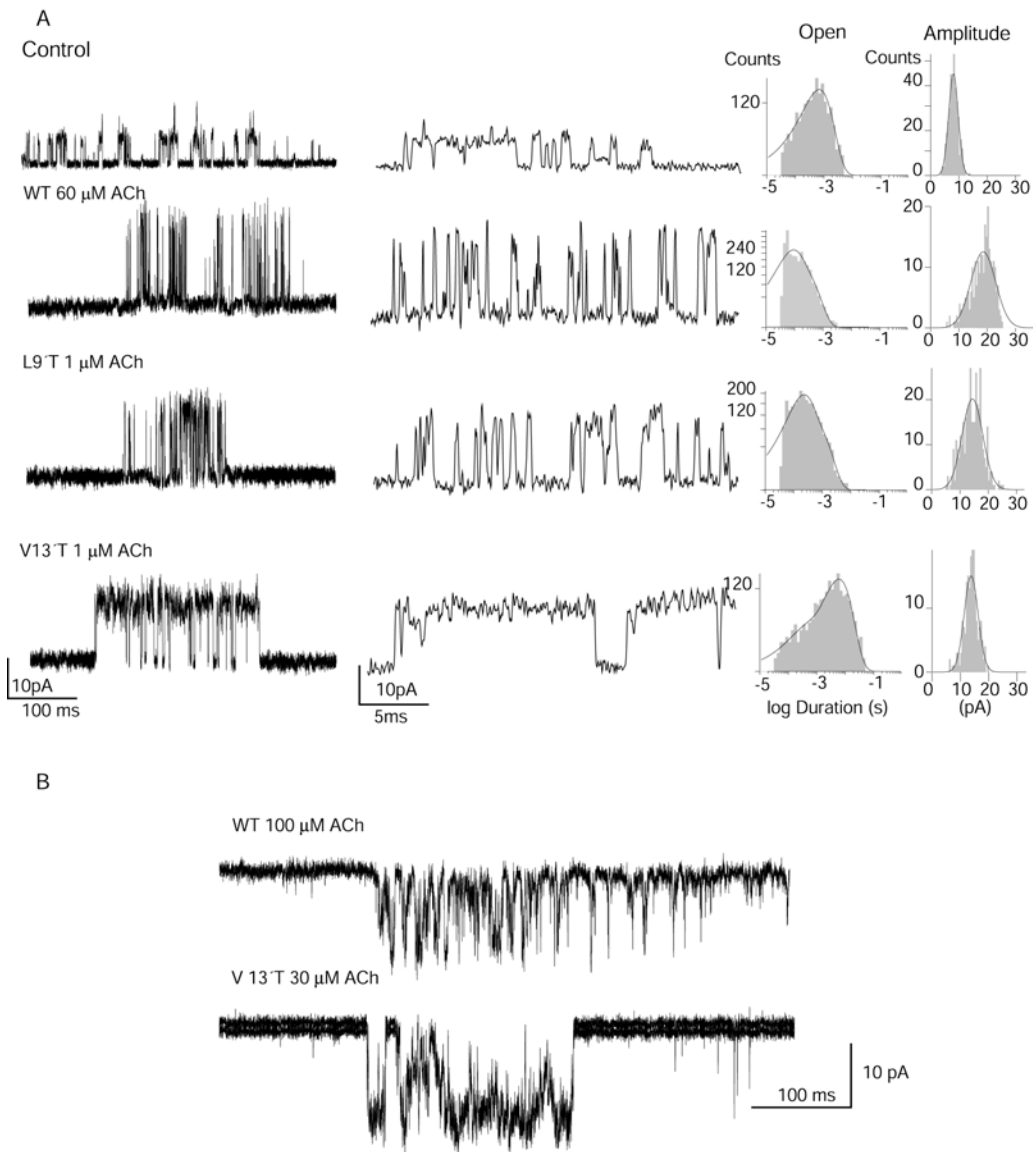 A
Control
Open
Amplitude
Counts
Counts
120
40
20
0
-5 -3 -1
0 10 20 30
WT 60 μM ACh
240
120
20
10
0
-5 -3 -1
0 10 20 30
L9´T 1 μM ACh
200
120
20
10
0
-5 -3 -1
0 10 20 30
V13´T 1 μM ACh
120
10
0
-5 -3 -1
0 10 20 30
10pA
100 ms
10pA
5ms
log Duration (s)
(pA)
B
WT 100 μM ACh
V 13´T 30 μM ACh
10 pA
100 ms